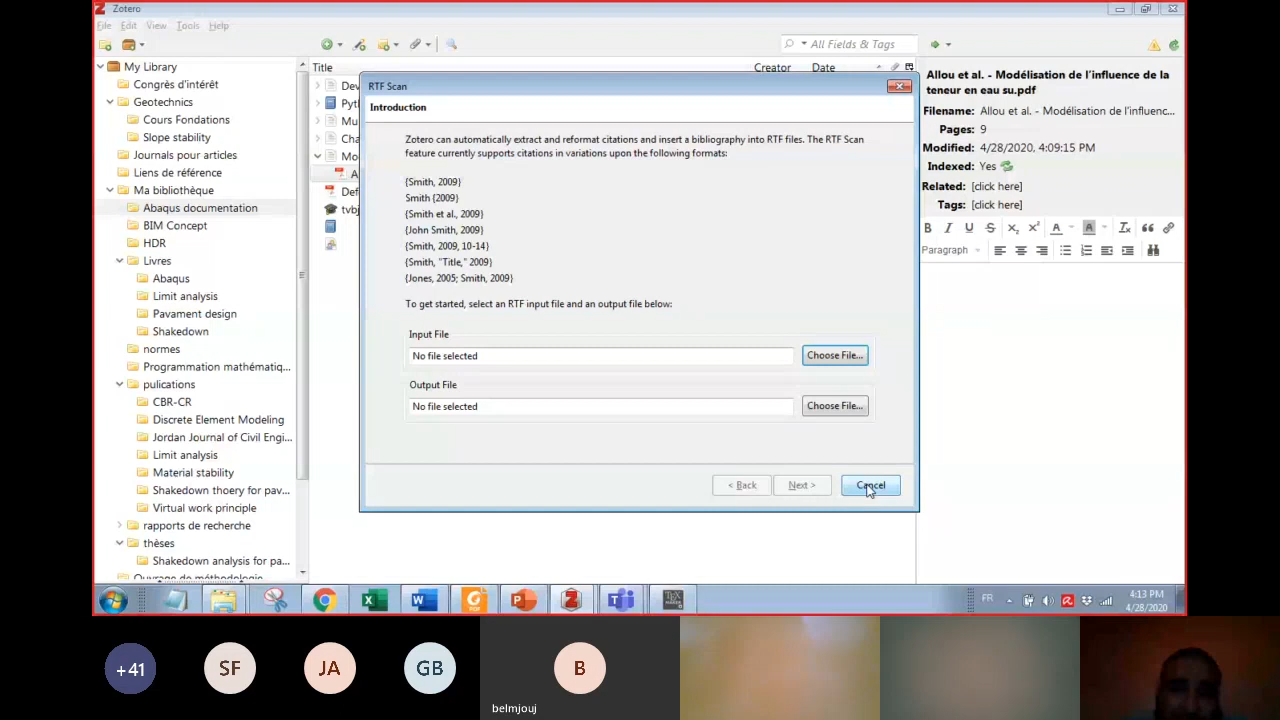 Zotero
File Edit View Tools Help
All Fields & Tags
My Library
Congrès d'intérêt
Geotechnics
Cours Fondations
Slope stability
Journals pour articles
Liens de référence
Ma bibliothèque
Abaqus documentation
BIM Concept
HDR
Livres
Abaqus
Limit analysis
Pavament design
Shakedown
normes
Programmation mathématiq...
pulications
CBR-CR
Discrete Element Modeling
Jordan Journal of Civil Engi...
Limit analysis
Material stability
Shakedown thoery for pav...
Virtual work principle
rapports de recherche
thèses
Shakedown analysis for pa...
Ouvrage de méthodologie
Title Creator Date
Dev
Pyth
Mu
Cha
Mod
A
Def
tvbj
RTF Scan
Introduction
Zotero can automatically extract and reformat citations and insert a bibliography into RTF files. The RTF Scan
feature currently supports citations in variations upon the following formats:
{Smith, 2009}
Smith {2009}
{Smith et al., 2009}
{John Smith, 2009}
{Smith, 2009, 10-14}
{Smith, "Title," 2009}
{Jones, 2005; Smith, 2009}
To get started, select an RTF input file and an output file below:
Input File
No file selected Choose File...
Output File
No file selected Choose File...
< Back Next > Cancel
Allou et al. - Modélisation de l'influence de la
teneur en eau su.pdf
Filename: Allou et al. - Modélisation de l'influenc...
Pages: 9
Modified: 4/28/2020, 4:09:15 PM
Indexed: Yes
Related: [click here]
Tags: [click here]
Paragraph
FR
4:13 PM
4/28/2020
+41
SF
JA
GB
B
belmjouj